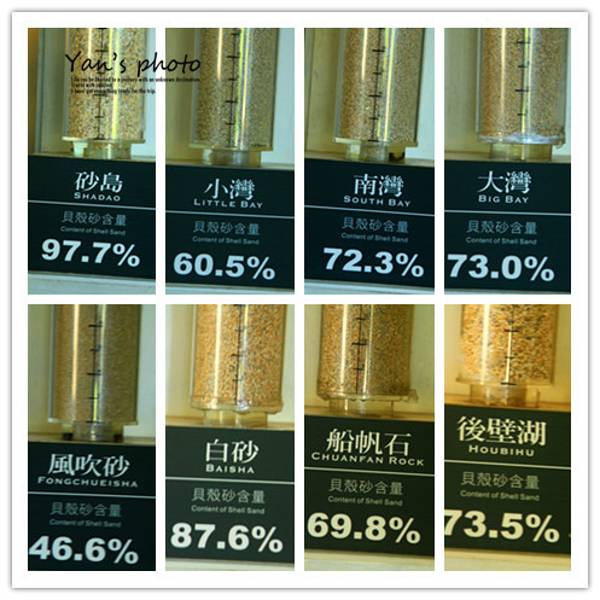 Yan's photo
砂島
SHADAO
貝殼砂含量
Content of Shell Sand
97.7%
小灣
LITTLE BAY
貝殼砂含量
Content of Shell Sand
60.5%
南灣
SOUTH BAY
貝殼砂含量
Content of Shell Sand
72.3%
大灣
BIG BAY
貝殼砂含量
Content of Shell Sand
73.0%
風吹砂
FONGCHUEISHA
貝殼砂含量
Content of Shell Sand
46.6%
白砂
BAISHA
貝殼砂含量
Content of Shell Sand
87.6%
船帆石
CHUANFAN ROCK
貝殼砂含量
Content of Shell Sand
69.8%
後壁湖
HOUBIHU
貝殼砂含量
Content of Shell Sand
73.5%